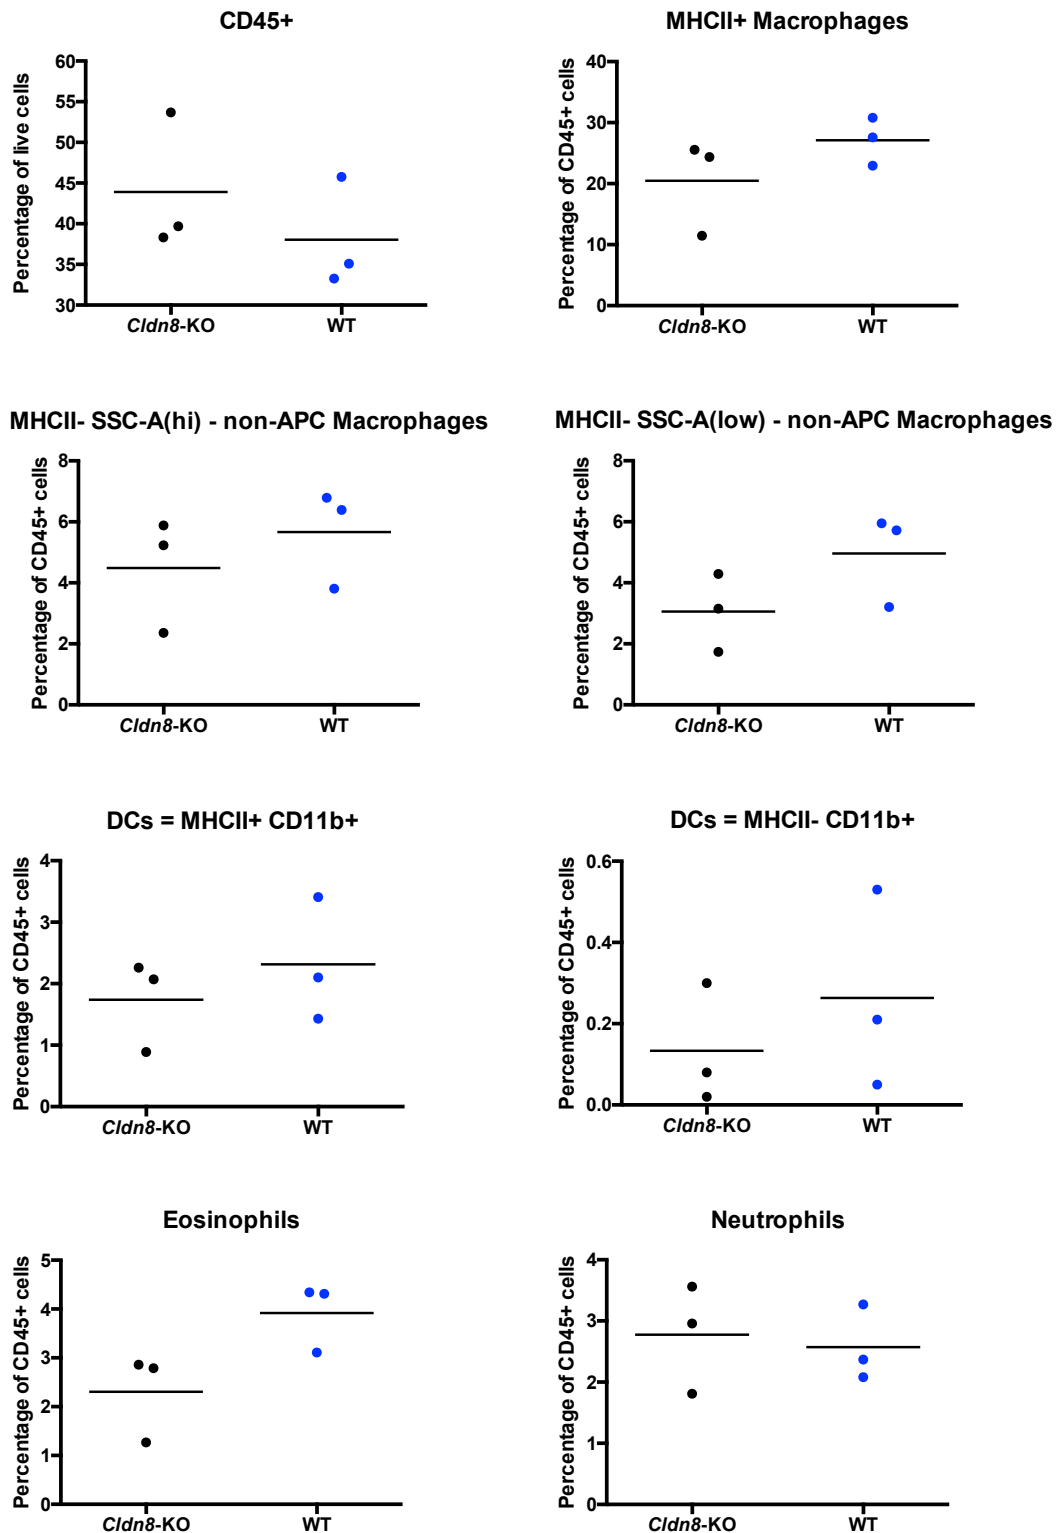 CD45+
Percentage of live cells
60
55
50
45
40
35
30
Cldn8-KO
WT
MHCII+ Macrophages
Percentage of CD45+ cells
40
30
20
10
0
Cldn8-KO
WT
MHCII- SSC-A(hi) - non-APC Macrophages
Percentage of CD45+ cells
8
6
4
2
0
Cldn8-KO
WT
MHCII- SSC-A(low) - non-APC Macrophages
Percentage of CD45+ cells
8
6
4
2
0
Cldn8-KO
WT
DCs = MHCII+ CD11b+
Percentage of CD45+ cells
4
3
2
1
0
Cldn8-KO
WT
DCs = MHCII- CD11b+
Percentage of CD45+ cells
0.6
0.4
0.2
0.0
Cldn8-KO
WT
Eosinophils
Percentage of CD45+ cells
5
4
3
2
1
0
Cldn8-KO
WT
Neutrophils
Percentage of CD45+ cells
4
3
2
1
0
Cldn8-KO
WT